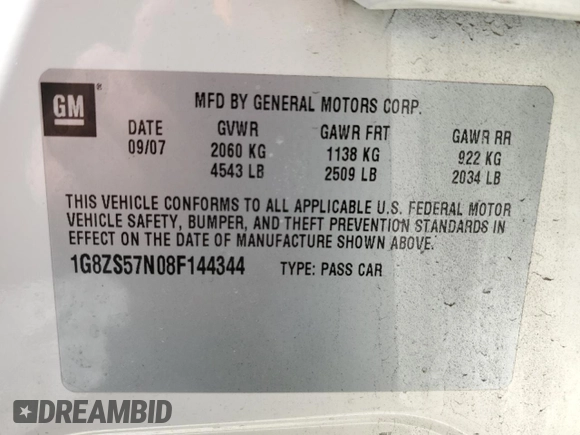 GM
MFD BY GENERAL MOTORS CORP.
DATE GVWR GAWR FRT GAWR RR
09/07 2060 KG 1138 KG 922 KG
4543 LB 2509 LB 2034 LB
THIS VEHICLE CONFORMS TO ALL APPLICABLE U.S. FEDERAL MOTOR
VEHICLE SAFETY, BUMPER, AND THEFT PREVENTION STANDARDS IN
EFFECT ON THE DATE OF MANUFACTURE SHOWN ABOVE.
1G8ZS57N08F144344 TYPE: PASS CAR
DREAMBID